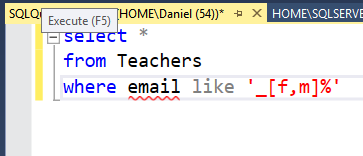 SQLQ (HOME\Daniel (54))*
HOME\SQLSERVE
Execute (F5)
select *
from Teachers
where email like '_[f,m]%'